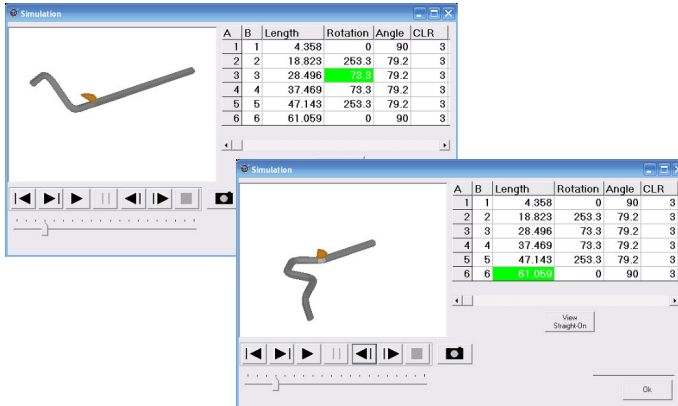 Simulation
A B Length Rotation Angle CLR
1 1 4.358 0 90 3
2 2 18.823 253.3 79.2 3
3 3 28.496 73.3 79.2 3
4 4 37.469 73.3 79.2 3
5 5 47.143 253.3 79.2 3
6 6 61.059 0 90 3
Simulation
A B Length Rotation Angle CLR
1 1 4.358 0 90 3
2 2 18.823 253.3 79.2 3
3 3 28.496 73.3 79.2 3
4 4 37.469 73.3 79.2 3
5 5 47.143 253.3 79.2 3
6 6 61.059 0 90 3
View
Straight-On
Ok